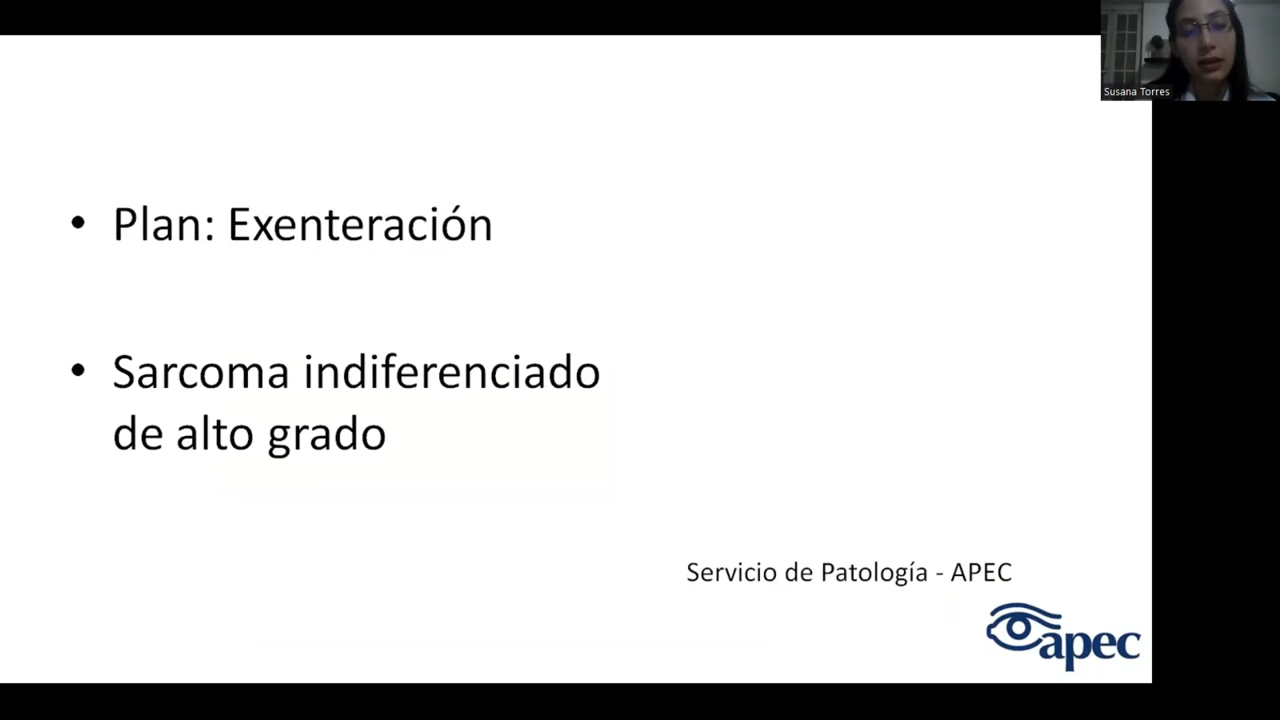 Susana Torres
• Plan: Exenteración
• Sarcoma indiferenciado
de alto grado
Servicio de Patología - APEC
apec